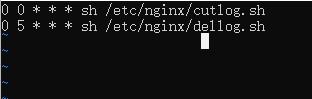 0 0 * * * sh /etc/nginx/cutlog.sh
0 5 * * * sh /etc/nginx/dellog.sh
~
~
~
~